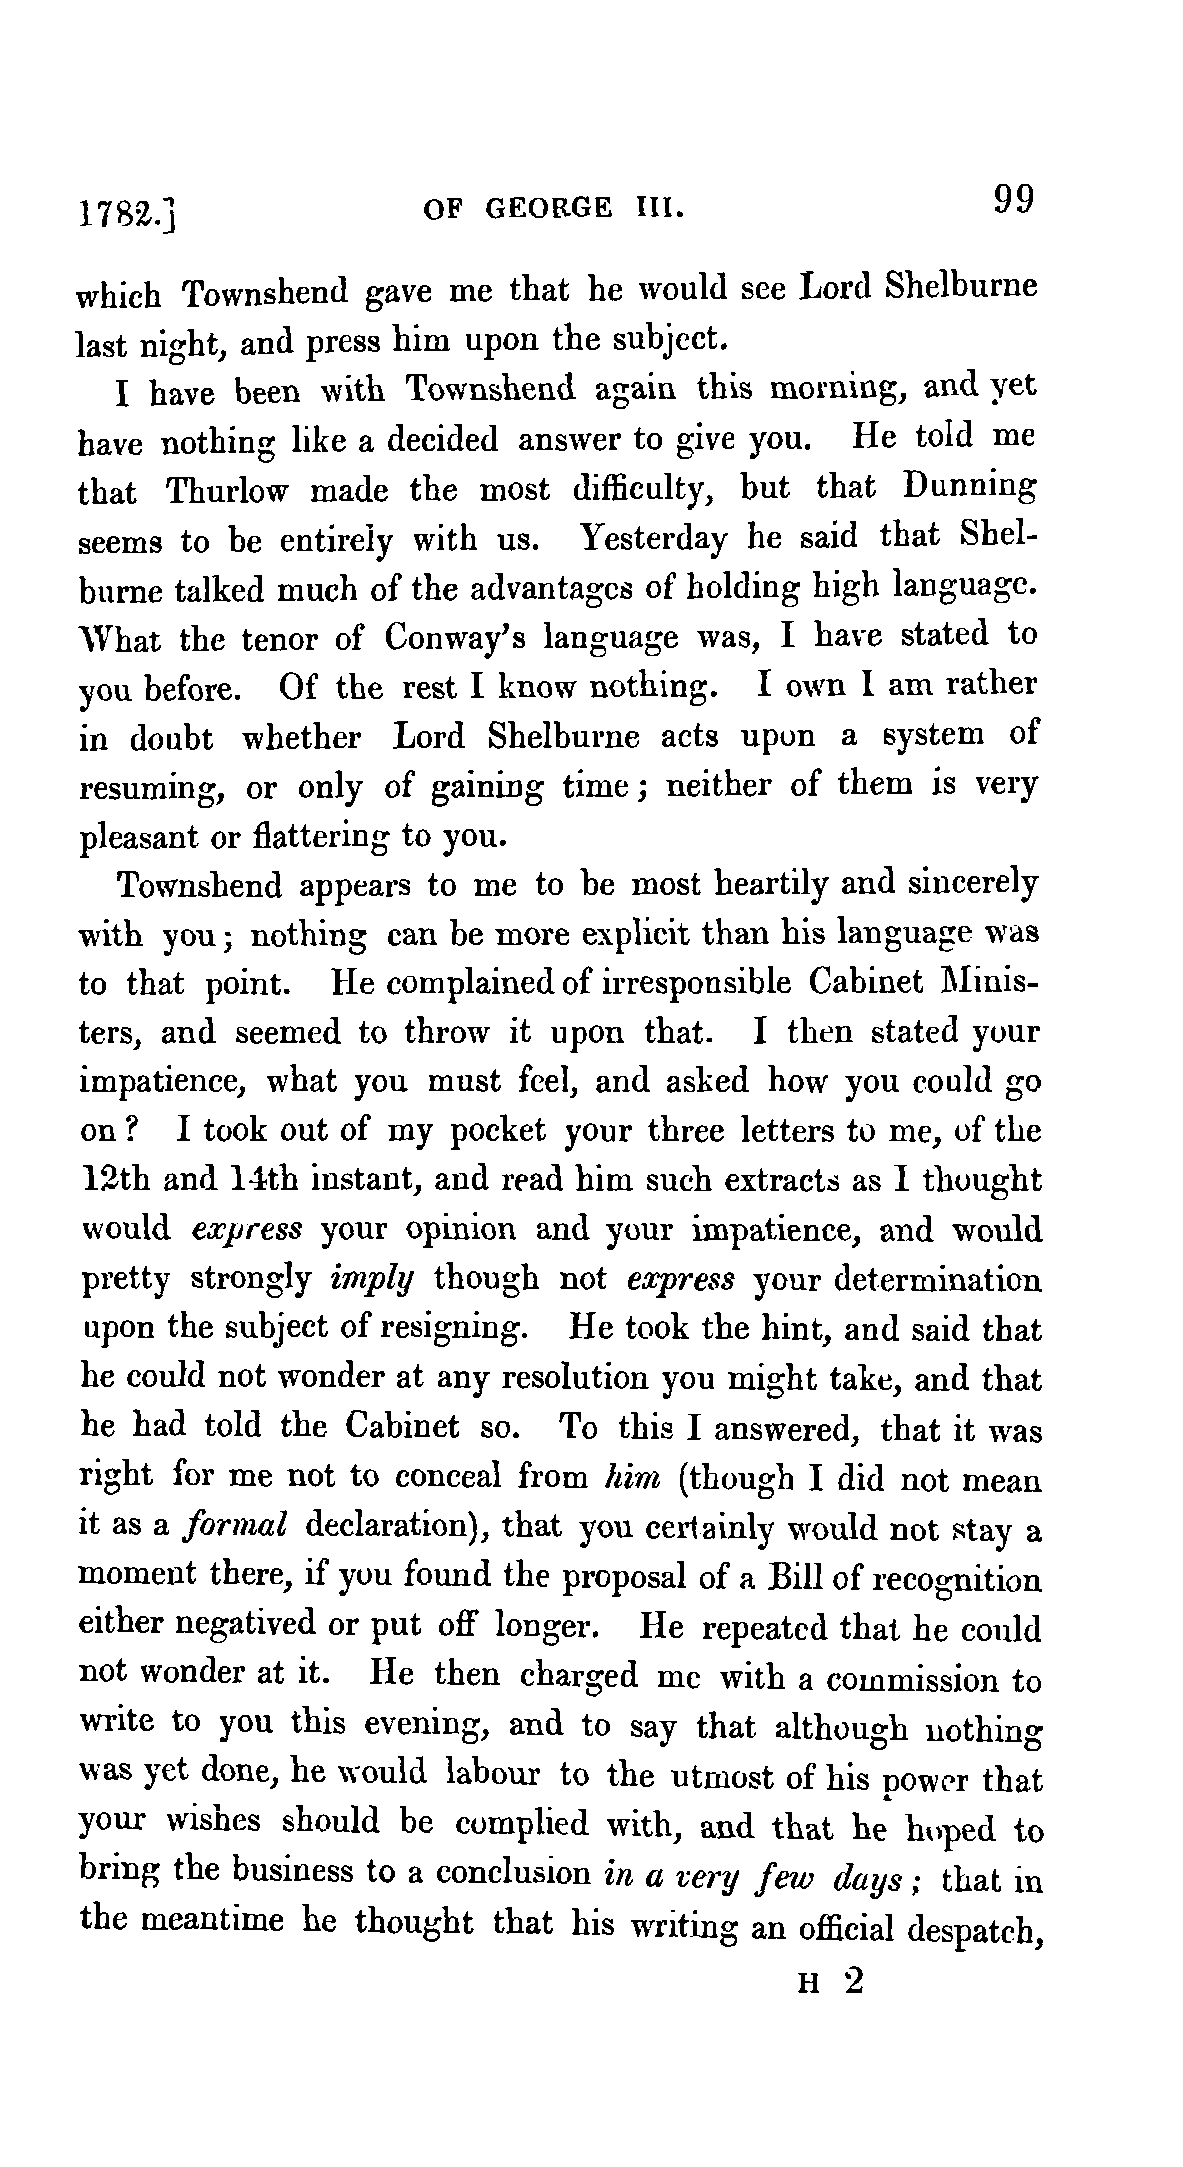 1782.] OF GEORGE III. 99
which Townshend gave me that he would see Lord Shelburne
last night, and press him upon the subject.
I have been with Townshend again this morning, and yet
have nothing like a decided answer to give you. He told me
that Thurlow made the most difficulty, but that Dunning
seems to be entirely with us. Yesterday he said that Shel-
burne talked much of the advantages of holding high language.
What the tenor of Conway's language was, I have stated to
you before. Of the rest I know nothing. I own I am rather
in doubt whether Lord Shelburne acts upon a system of
resuming, or only of gaining time; neither of them is very
pleasant or flattering to you.
Townshend appears to me to be most heartily and sincerely
with you; nothing can be more explicit than his language was
to that point. He complained of irresponsible Cabinet Minis-
ters, and seemed to throw it upon that. I then stated your
impatience, what you must feel, and asked how you could go
on? I took out of my pocket your three letters to me, of the
12th and 14th instant, and read him such extracts as I thought
would express your opinion and your impatience, and would
pretty strongly imply though not express your determination
upon the subject of resigning. He took the hint, and said that
he could not wonder at any resolution you might take, and that
he had told the Cabinet so. To this I answered, that it was
right for me not to conceal from him (though I did not mean
it as a formal declaration), that you certainly would not stay a
moment there, if you found the proposal of a Bill of recognition
either negatived or put off longer. He repeated that he could
not wonder at it. He then charged me with a commission to
write to you this evening, and to say that although nothing
was yet done, he would labour to the utmost of his power that
your wishes should be complied with, and that he hoped to
bring the business to a conclusion in a very few days; that in
the meantime he thought that his writing an official despatch,
H 2